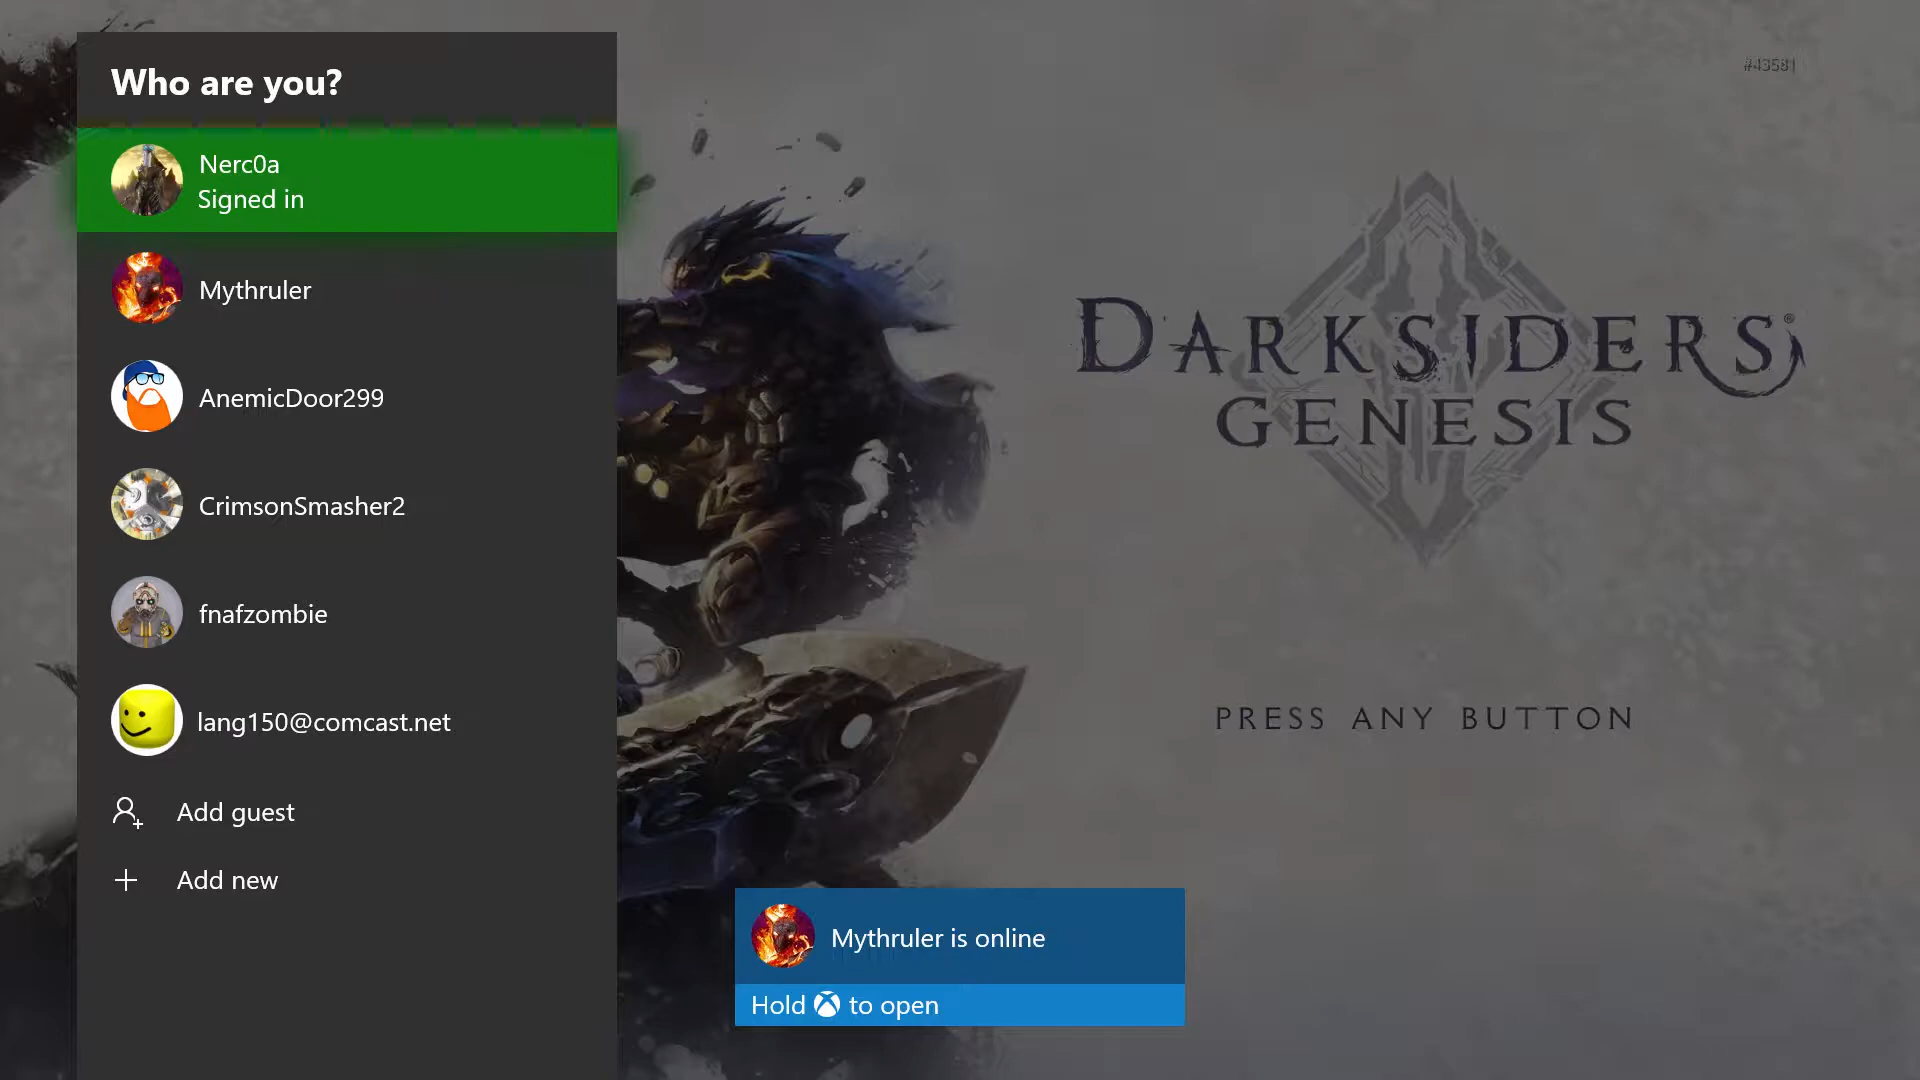 Who are you?
Nerc0a
Signed in
Mythruler
AnemicDoor299
CrimsonSmasher2
fnafzombie
lang150@comcast.net
Add guest
Add new
#43581
DARKSIDERS®
GENESIS
PRESS ANY BUTTON
Mythruler is online
Hold to open